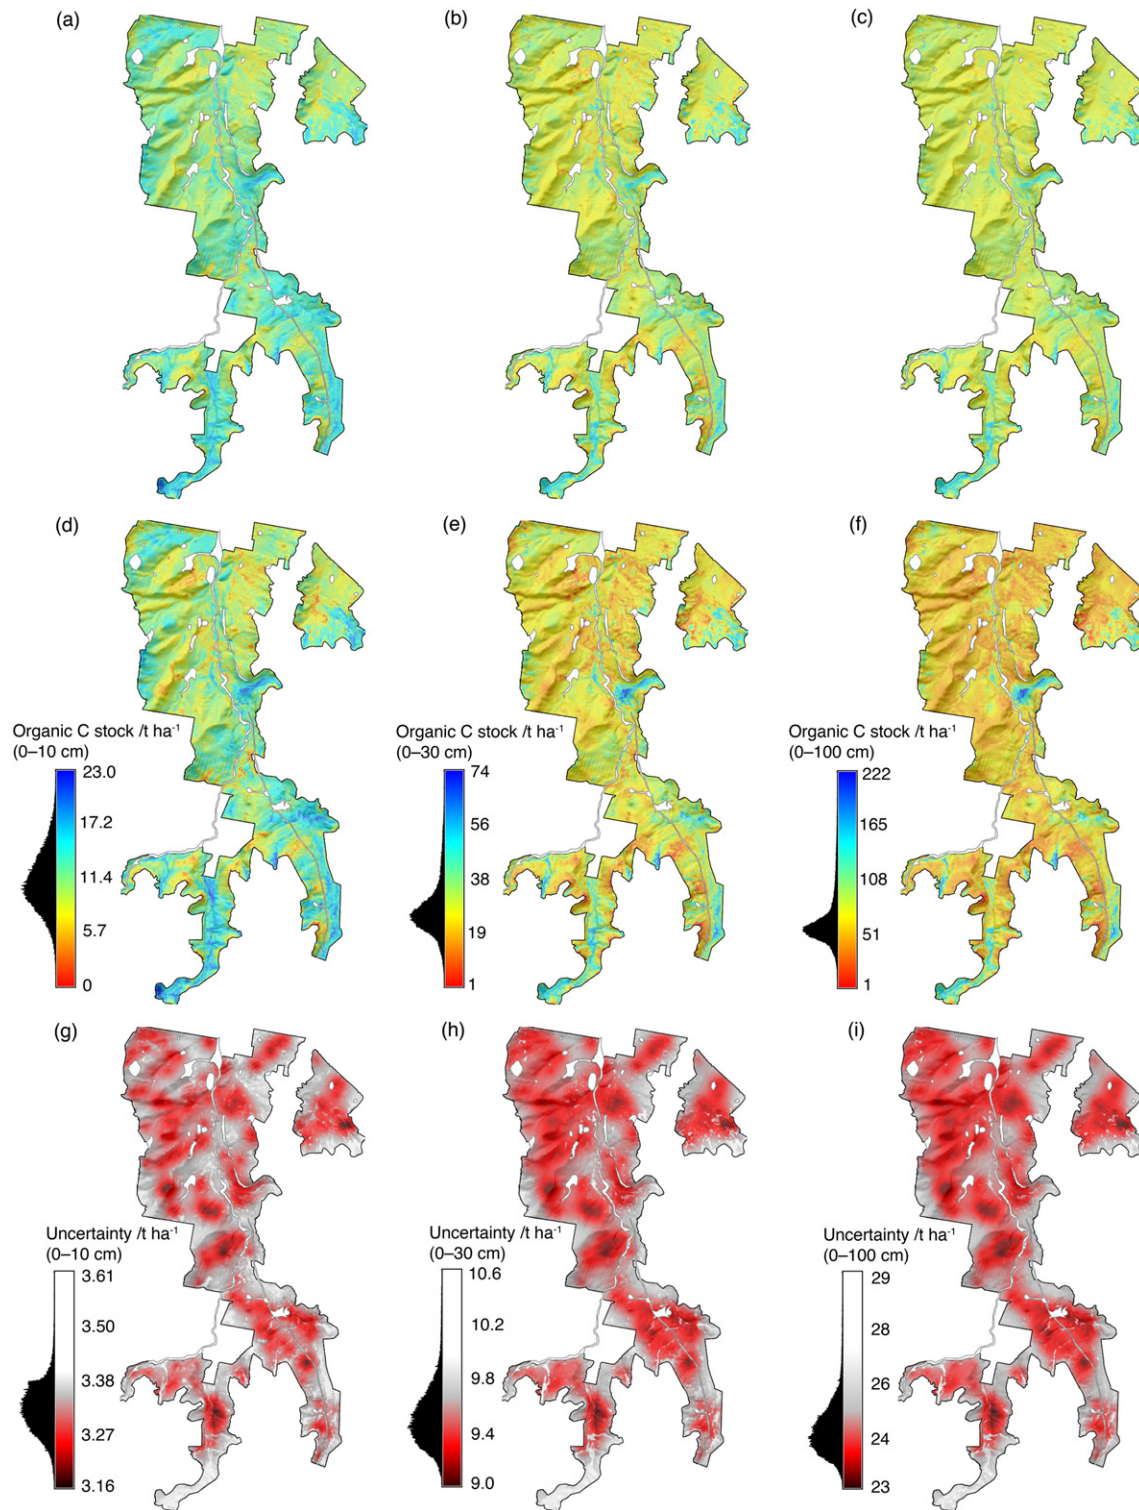 (a)
(b)
(c)
(d)
(e)
(f)
Organic C stock /t ha⁻¹
(0–10 cm)
23.0
17.2
11.4
5.7
0
Organic C stock /t ha⁻¹
(0–30 cm)
74
56
38
19
1
Organic C stock /t ha⁻¹
(0–100 cm)
222
165
108
51
1
(g)
(h)
(i)
Uncertainty /t ha⁻¹
(0–10 cm)
3.61
3.50
3.38
3.27
3.16
Uncertainty /t ha⁻¹
(0–30 cm)
10.6
10.2
9.8
9.4
9.0
Uncertainty /t ha⁻¹
(0–100 cm)
29
28
26
24
23